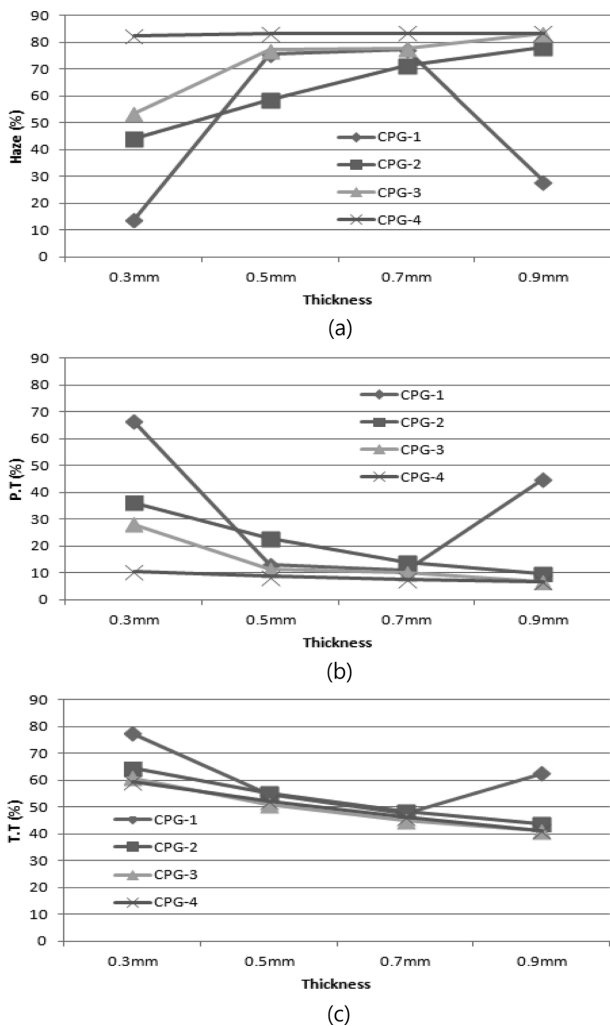 90
80
70
60
50
40
30
20
10
0
Haze (%)
CPG-1
CPG-2
CPG-3
CPG-4
0.3mm 0.5mm 0.7mm 0.9mm
Thickness
(a)
90
80
70
60
50
40
30
20
10
0
P.T (%)
CPG-1
CPG-2
CPG-3
CPG-4
0.3mm 0.5mm 0.7mm 0.9mm
Thickness
(b)
90
80
70
60
50
40
30
20
10
0
T.T (%)
CPG-1
CPG-2
CPG-3
CPG-4
0.3mm 0.5mm 0.7mm 0.9mm
Thickness
(c)